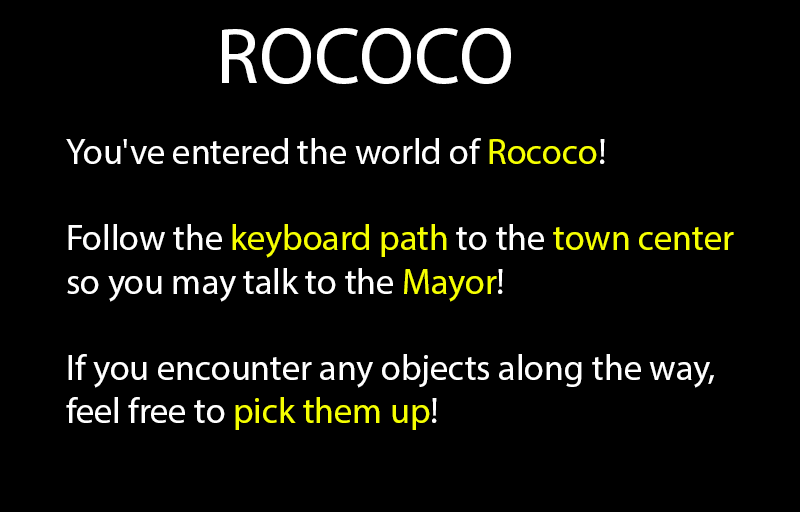 ROCOCO
You've entered the world of Rococo!
Follow the keyboard path to the town center
so you may talk to the Mayor!
If you encounter any objects along the way,
feel free to pick them up!